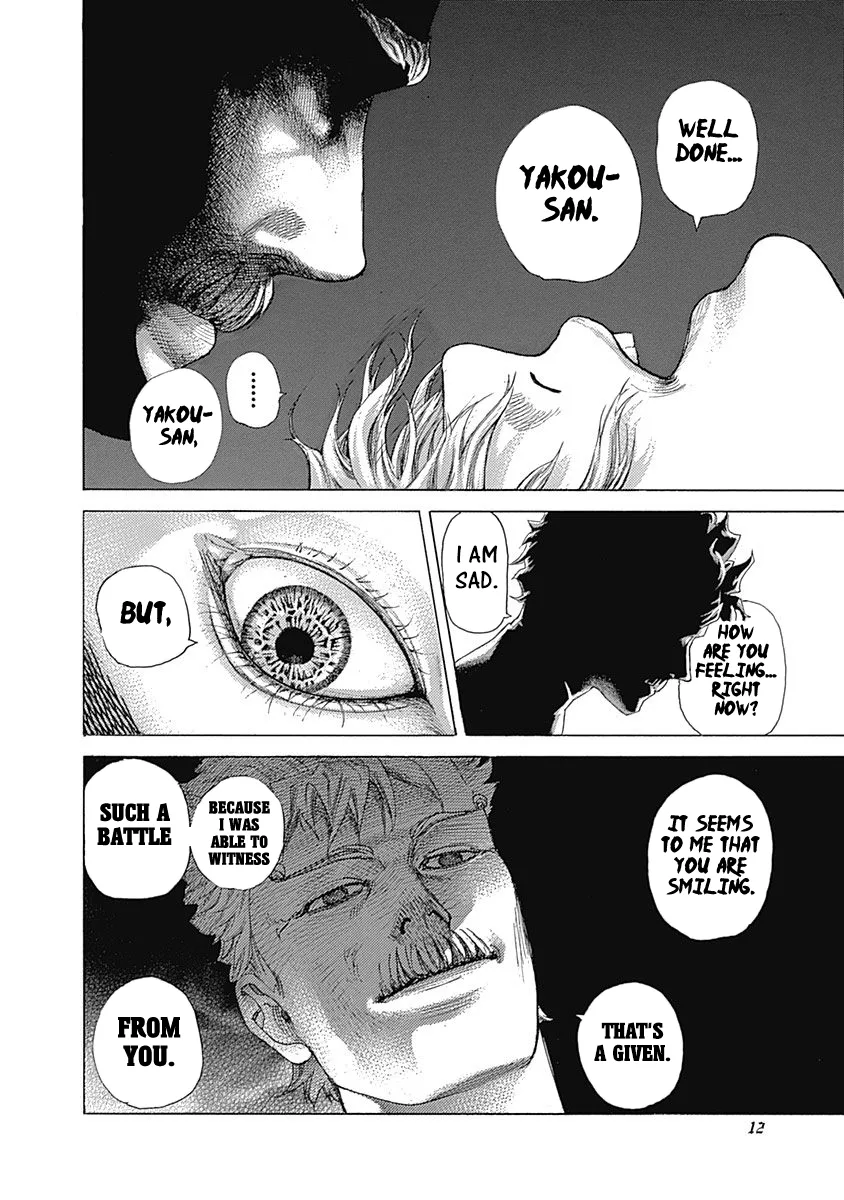 WELL
DONE...
YAKOU-
SAN.
......
YAKOU-
SAN,
HOW
ARE YOU
FEELING...
RIGHT
NOW?
I AM
SAD.
BUT,
IT SEEMS
TO ME THAT
YOU ARE
SMILING.
THAT'S
A GIVEN.
BECAUSE
I WAS
ABLE TO
WITNESS
SUCH A
BATTLE
FROM
YOU.
12